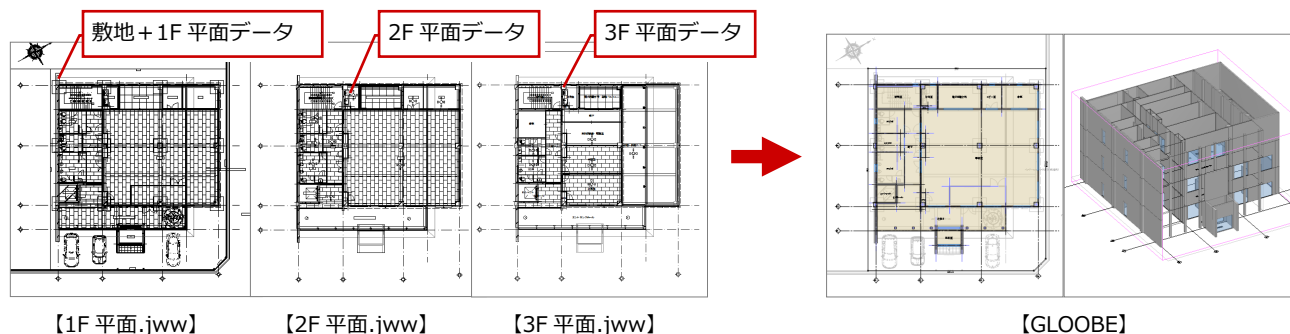 敷地+1F 平面データ
2F 平面データ
3F 平面データ
【1F 平面.jww】
【2F 平面.jww】
【3F 平面.jww】
【GLOOBE】